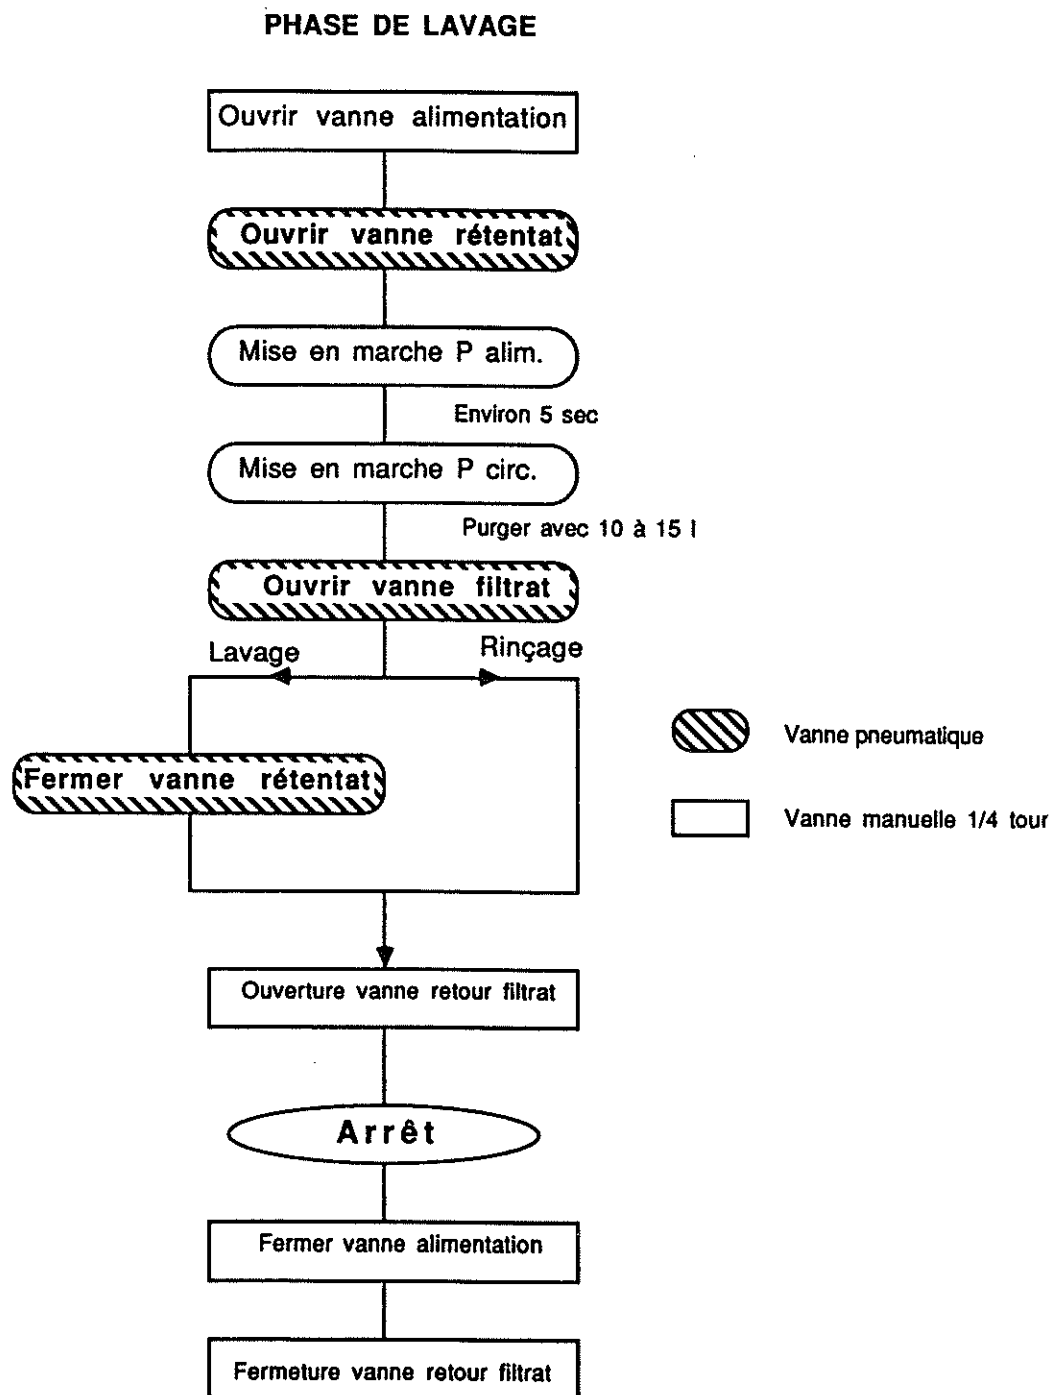 PHASE DE LAVAGE
Ouvrir vanne alimentation
Ouvrir vanne rétentat
Mise en marche P alim.
Environ 5 sec
Mise en marche P circ.
Purger avec 10 à 15 l
Ouvrir vanne filtrat
Lavage
Rinçage
Vanne pneumatique
Fermer vanne rétentat
Vanne manuelle 1/4 tour
Ouverture vanne retour filtrat
Arrêt
Fermer vanne alimentation
Fermeture vanne retour filtrat